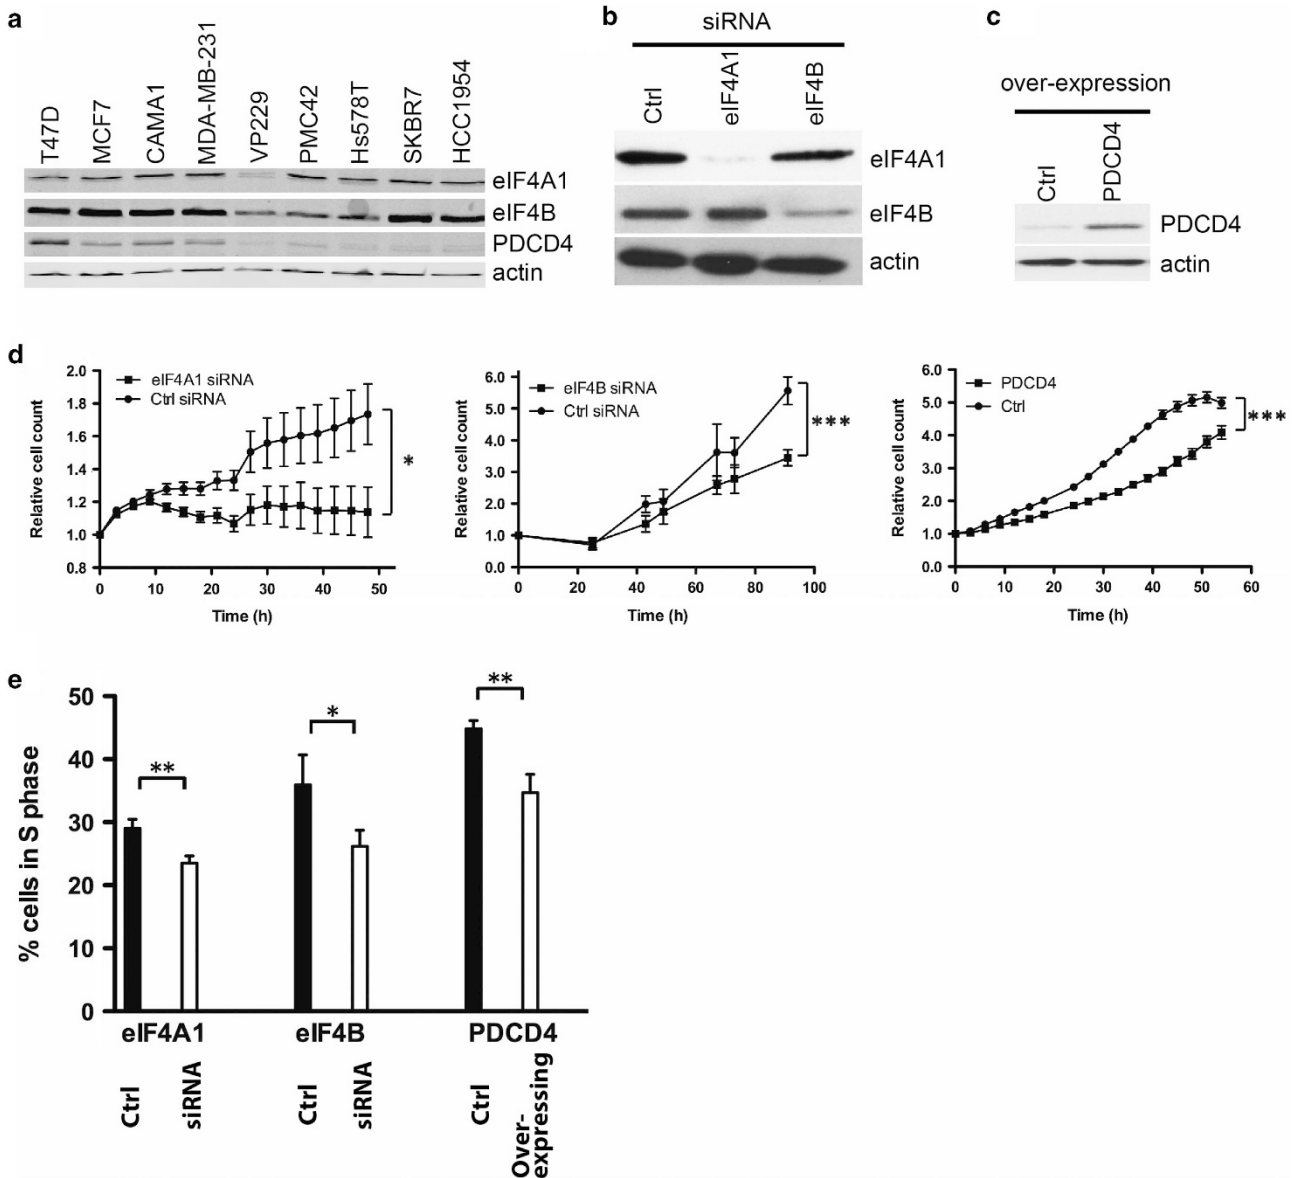 a
T47D
MCF7
CAMA1
MDA-MB-231
VP229
PMC42
Hs578T
SKBR7
HCC1954
eIF4A1
eIF4B
PDCD4
actin
b
siRNA
Ctrl
eIF4A1
eIF4B
eIF4A1
eIF4B
actin
c
over-expression
Ctrl
PDCD4
PDCD4
actin
d
Relative cell count
2.0
1.8
1.6
1.4
1.2
1.0
0.8
eIF4A1 siRNA
Ctrl siRNA
*
0 10 20 30 40 50
Time (h)
Relative cell count
6.0
5.0
4.0
3.0
2.0
1.0
0.0
eIF4B siRNA
Ctrl siRNA
***
0 20 40 60 80 100
Time (h)
Relative cell count
6.0
5.0
4.0
3.0
2.0
1.0
0.0
PDCD4
Ctrl
***
0 10 20 30 40 50 60
Time (h)
e
% cells in S phase
50
40
30
20
10
0
**
*
**
eIF4A1 eIF4B PDCD4
Ctrl
siRNA
Ctrl
siRNA
Ctrl
Over-
expressing